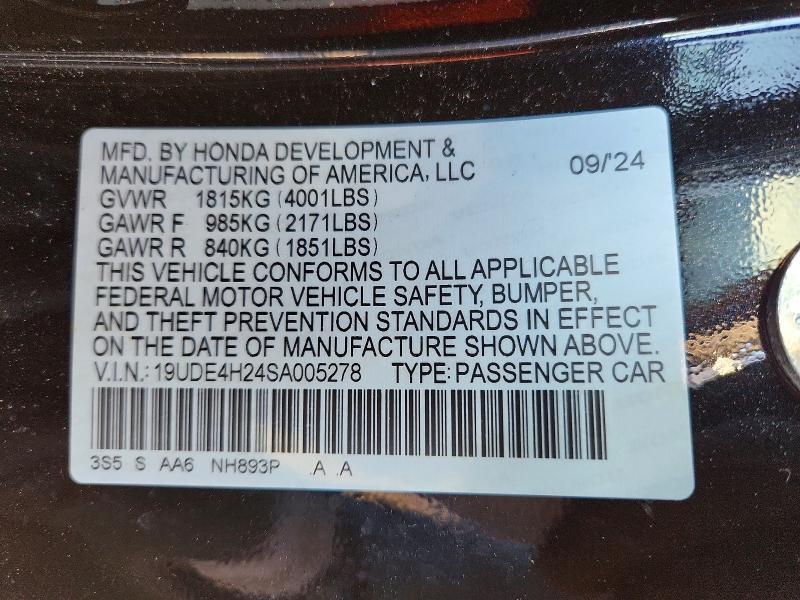 MFD. BY HONDA DEVELOPMENT &
MANUFACTURING OF AMERICA, LLC 09/'24
GVWR 1815KG (4001LBS)
GAWR F 985KG (2171LBS)
GAWR R 840KG (1851LBS)
THIS VEHICLE CONFORMS TO ALL APPLICABLE
FEDERAL MOTOR VEHICLE SAFETY, BUMPER,
AND THEFT PREVENTION STANDARDS IN EFFECT
ON THE DATE OF MANUFACTURE SHOWN ABOVE.
V.I.N.: 19UDE4H24SA005278 TYPE: PASSENGER CAR
3S5 S AA6 NH893P .A .A